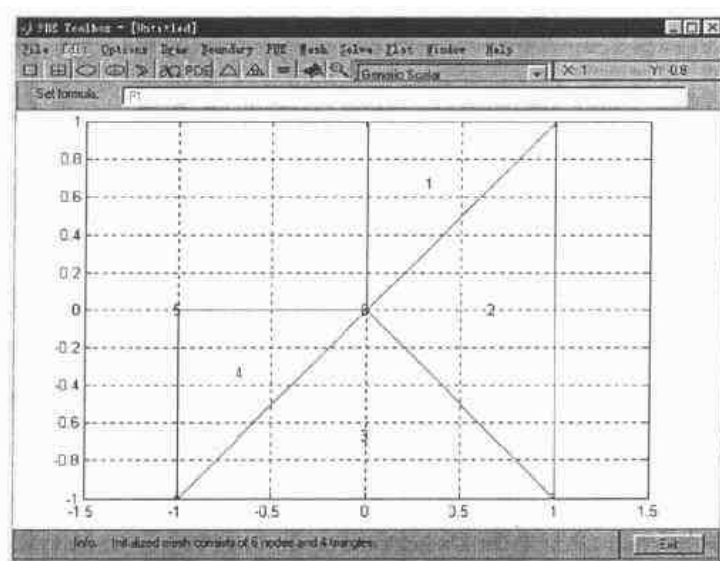 PDE Toolbox - [Untitled]
File Edit Options Draw Boundary PDE Mesh Solve Plot Window Help
PDE Generic Scalar X: 1 Y: 0.8
Set formula: P1
1
0.8
0.6
0.4
0.2
0
-0.2
-0.4
-0.6
-0.8
-1
1
5
6
2
4
3
-1.5 -1 -0.5 0 0.5 1 1.5
Info: Initialized mesh consists of 6 nodes and 4 triangles. Exit